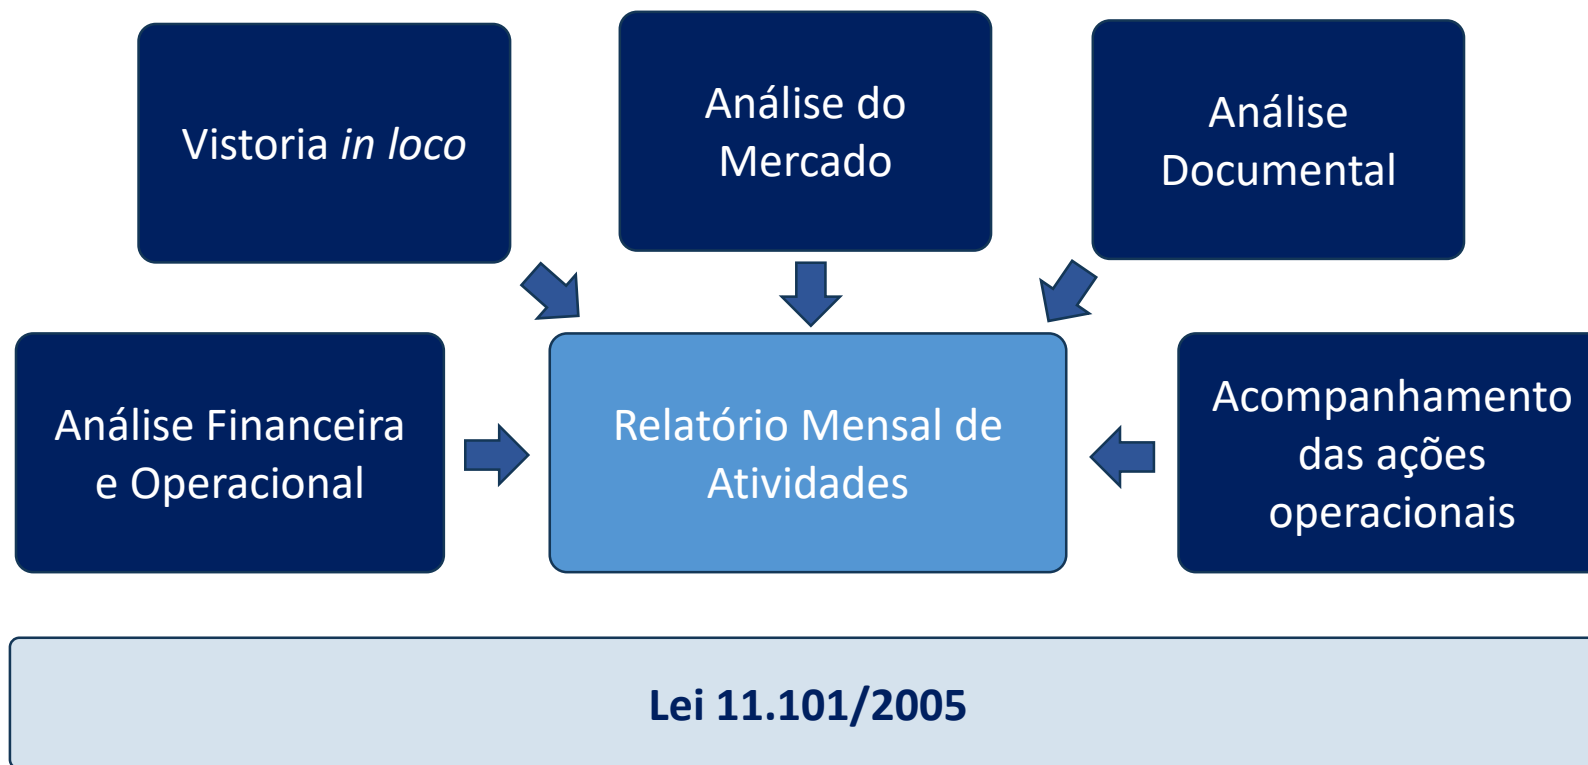 Vistoria in loco
Análise do
Mercado
Análise
Documental
Análise Financeira
e Operacional
Relatório Mensal de
Atividades
Acompanhamento
das ações
operacionais
Lei 11.101/2005